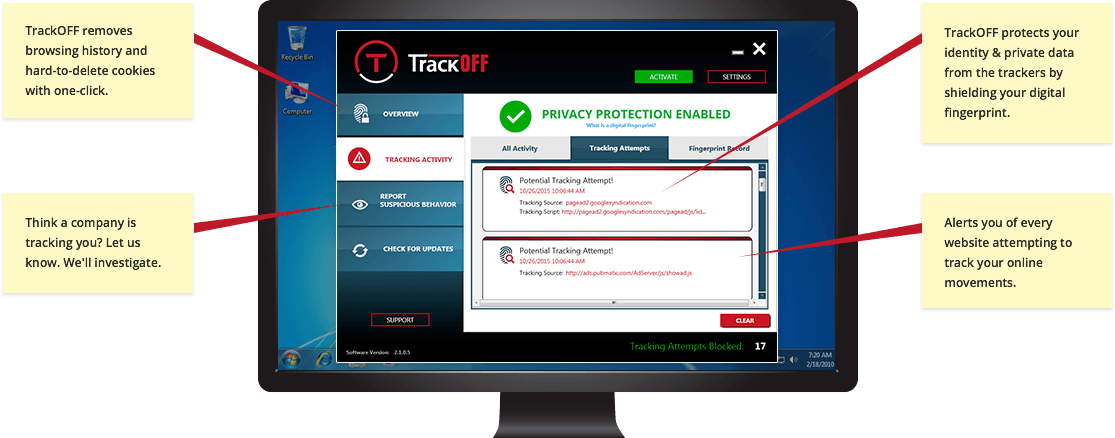 TrackOFF removes
browsing history and
hard-to-delete cookies
with one-click.
Think a company is
tracking you? Let us
know. We'll investigate.
Recycle Bin
Computer
T TRACKOFF
ACTIVATE
SETTINGS
OVERVIEW
TRACKING ACTIVITY
REPORT
SUSPICIOUS BEHAVIOR
CHECK FOR UPDATES
SUPPORT
Software Version: 2.1.0.5
PRIVACY PROTECTION ENABLED
What is a digital fingerprint?
All Activity
Tracking Attempts
Fingerprint Record
Potential Tracking Attempt!
10/26/2015 10:06:44 AM
Tracking Source: pagead2.googlesyndication.com
Tracking Script: http://pagead2.googlesyndication.com/pagead/js/lid...
Potential Tracking Attempt!
10/26/2015 10:06:44 AM
Tracking Source: http://ads.pubmatic.com/AdServer/js/showad.js
CLEAR
Tracking Attempts Blocked: 17
7:20 AM
2/18/2010
TrackOFF protects your
identity & private data
from the trackers by
shielding your digital
fingerprint.
Alerts you of every
website attempting to
track your online
movements.